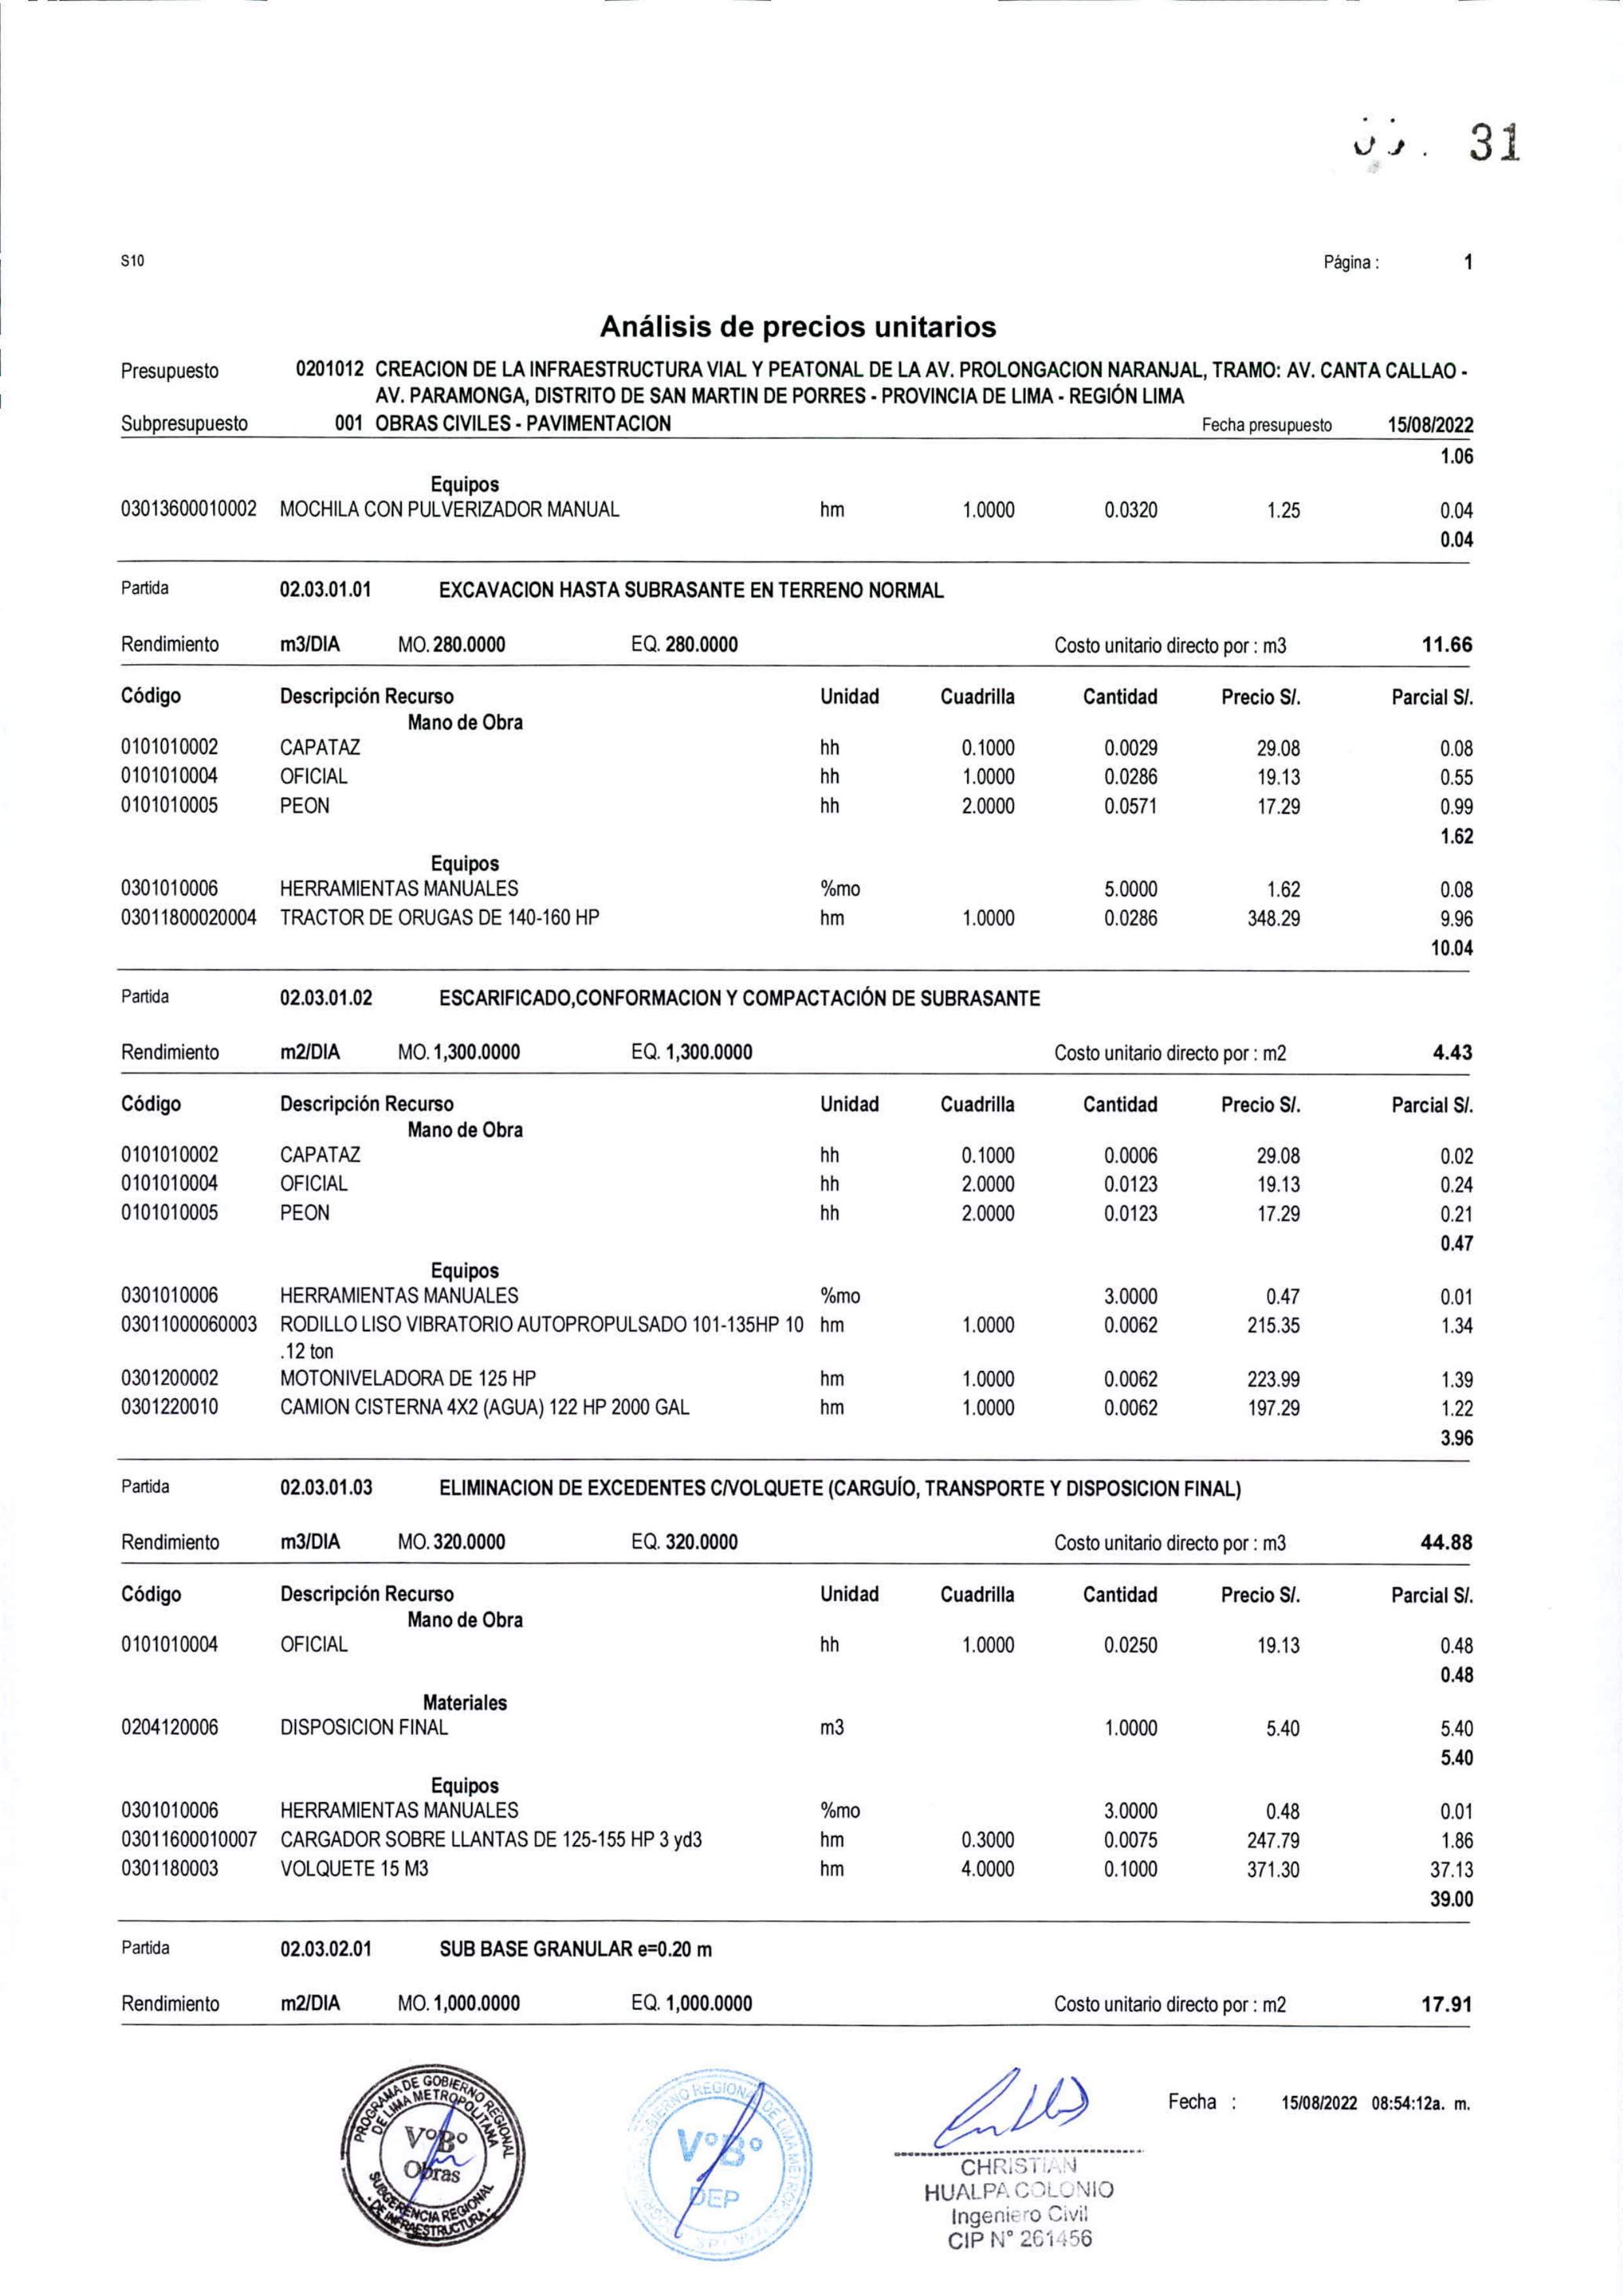 31
S10 Página : 1
Análisis de precios unitarios
Presupuesto 0201012 CREACION DE LA INFRAESTRUCTURA VIAL Y PEATONAL DE LA AV. PROLONGACION NARANJAL, TRAMO: AV. CANTA CALLAO -
AV. PARAMONGA, DISTRITO DE SAN MARTIN DE PORRES - PROVINCIA DE LIMA - REGIÓN LIMA
Subpresupuesto 001 OBRAS CIVILES - PAVIMENTACION Fecha presupuesto 15/08/2022
1.06
Equipos
03013600010002 MOCHILA CON PULVERIZADOR MANUAL hm 1.0000 0.0320 1.25 0.04
0.04
Partida 02.03.01.01 EXCAVACION HASTA SUBRASANTE EN TERRENO NORMAL
Rendimiento m3/DIA MO. 280.0000 EQ. 280.0000 Costo unitario directo por : m3 11.66
Código Descripción Recurso Unidad Cuadrilla Cantidad Precio S/. Parcial S/.
Mano de Obra
0101010002 CAPATAZ hh 0.1000 0.0029 29.08 0.08
0101010004 OFICIAL hh 1.0000 0.0286 19.13 0.55
0101010005 PEON hh 2.0000 0.0571 17.29 0.99
1.62
Equipos
0301010006 HERRAMIENTAS MANUALES %mo 5.0000 1.62 0.08
03011800020004 TRACTOR DE ORUGAS DE 140-160 HP hm 1.0000 0.0286 348.29 9.96
10.04
Partida 02.03.01.02 ESCARIFICADO,CONFORMACION Y COMPACTACIÓN DE SUBRASANTE
Rendimiento m2/DIA MO. 1,300.0000 EQ. 1,300.0000 Costo unitario directo por : m2 4.43
Código Descripción Recurso Unidad Cuadrilla Cantidad Precio S/. Parcial S/.
Mano de Obra
0101010002 CAPATAZ hh 0.1000 0.0006 29.08 0.02
0101010004 OFICIAL hh 2.0000 0.0123 19.13 0.24
0101010005 PEON hh 2.0000 0.0123 17.29 0.21
0.47
Equipos
0301010006 HERRAMIENTAS MANUALES %mo 3.0000 0.47 0.01
03011000060003 RODILLO LISO VIBRATORIO AUTOPROPULSADO 101-135HP 10 hm 1.0000 0.0062 215.35 1.34
.12 ton
0301200002 MOTONIVELADORA DE 125 HP hm 1.0000 0.0062 223.99 1.39
0301220010 CAMION CISTERNA 4X2 (AGUA) 122 HP 2000 GAL hm 1.0000 0.0062 197.29 1.22
3.96
Partida 02.03.01.03 ELIMINACION DE EXCEDENTES C/VOLQUETE (CARGUÍO, TRANSPORTE Y DISPOSICION FINAL)
Rendimiento m3/DIA MO. 320.0000 EQ. 320.0000 Costo unitario directo por : m3 44.88
Código Descripción Recurso Unidad Cuadrilla Cantidad Precio S/. Parcial S/.
Mano de Obra
0101010004 OFICIAL hh 1.0000 0.0250 19.13 0.48
0.48
Materiales
0204120006 DISPOSICION FINAL m3 1.0000 5.40 5.40
5.40
Equipos
0301010006 HERRAMIENTAS MANUALES %mo 3.0000 0.48 0.01
03011600010007 CARGADOR SOBRE LLANTAS DE 125-155 HP 3 yd3 hm 0.3000 0.0075 247.79 1.86
0301180003 VOLQUETE 15 M3 hm 4.0000 0.1000 371.30 37.13
39.00
Partida 02.03.02.01 SUB BASE GRANULAR e=0.20 m
Rendimiento m2/DIA MO. 1,000.0000 EQ. 1,000.0000 Costo unitario directo por : m2 17.91
Fecha : 15/08/2022 08:54:12a. m.
PROGRAMA DE GOBIERNO REGIONAL
DE LIMA METROPOLITANA
V°B°
Obras
SUBGERENCIA REGIONAL
DE INFRAESTRUCTURA
V°B°
DEP
CHRISTIAN
HUALPA COLONIO
Ingeniero Civil
CIP N° 261456